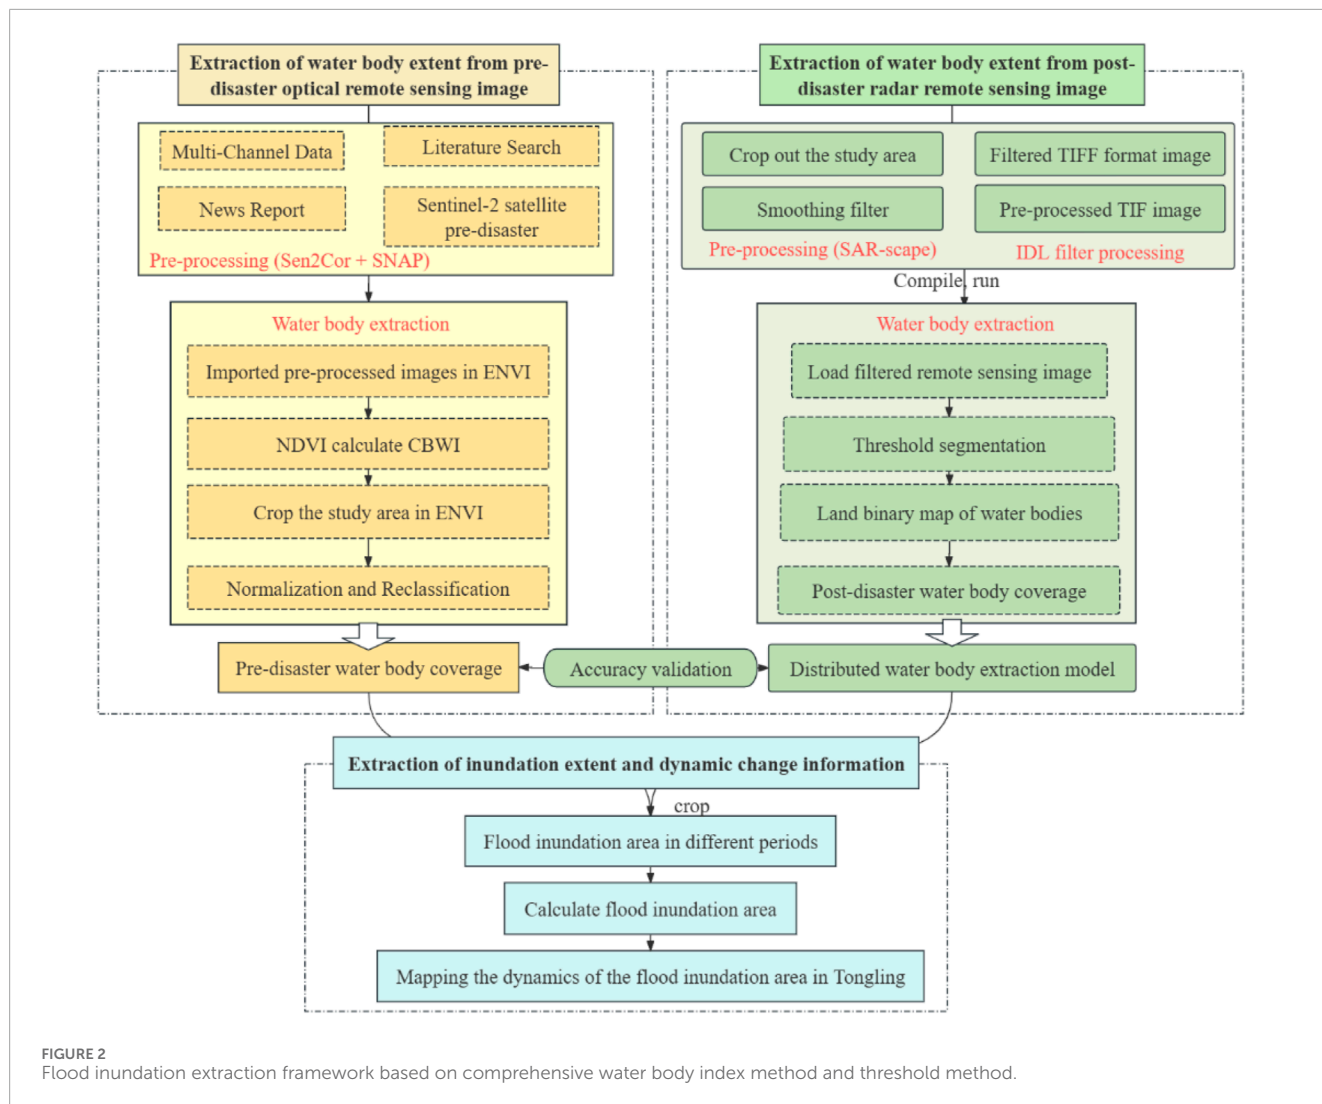 Extraction of water body extent from pre-
disaster optical remote sensing image
Multi-Channel Data
Literature Search
News Report
Sentinel-2 satellite
pre-disaster
Pre-processing (Sen2Cor + SNAP)
Water body extraction
Imported pre-processed images in ENVI
NDVI calculate CBWI
Crop the study area in ENVI
Normalization and Reclassification
Pre-disaster water body coverage
Accuracy validation
Extraction of water body extent from post-
disaster radar remote sensing image
Crop out the study area
Filtered TIFF format image
Smoothing filter
Pre-processed TIF image
Pre-processing (SAR-scape)
IDL filter processing
Compile, run
Water body extraction
Load filtered remote sensing image
Threshold segmentation
Land binary map of water bodies
Post-disaster water body coverage
Distributed water body extraction model
Extraction of inundation extent and dynamic change information
crop
Flood inundation area in different periods
Calculate flood inundation area
Mapping the dynamics of the flood inundation area in Tongling
FIGURE 2
Flood inundation extraction framework based on comprehensive water body index method and threshold method.